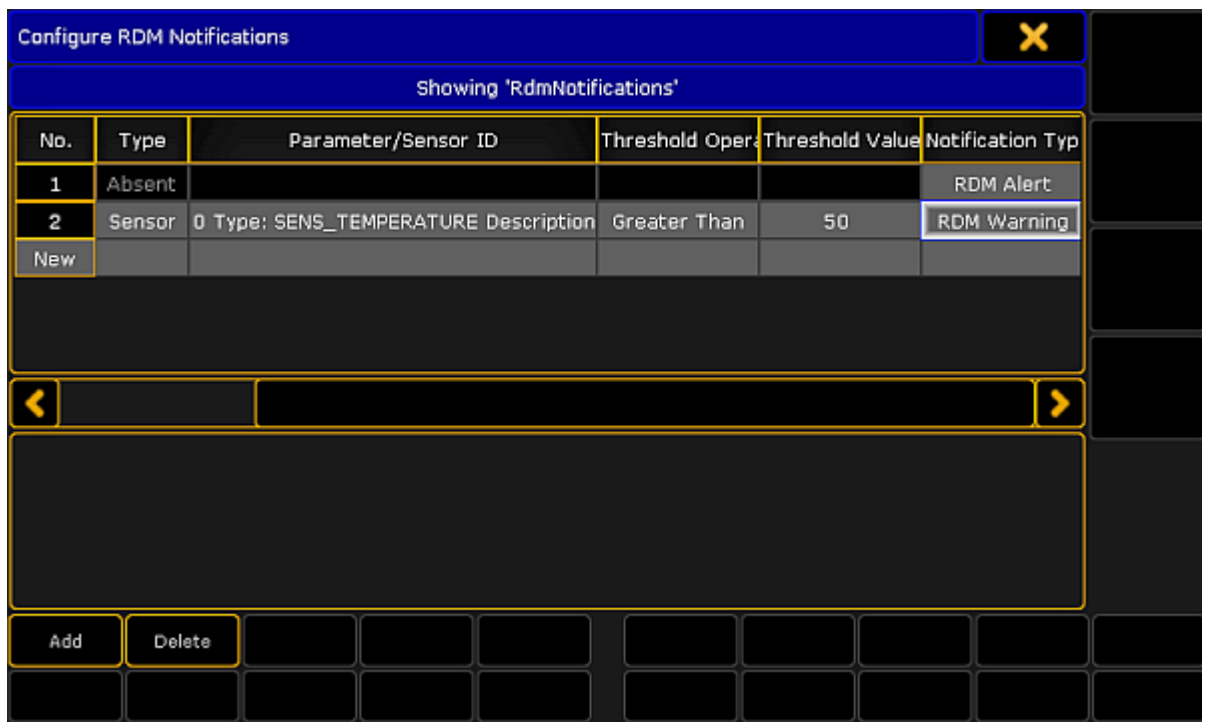 Configure RDM Notifications
Showing 'RdmNotifications'
No. Type Parameter/Sensor ID Threshold Opera Threshold Value Notification Typ
1 Absent RDM Alert
2 Sensor 0 Type: SENS_TEMPERATURE Description Greater Than 50 RDM Warning
New
Add Delete